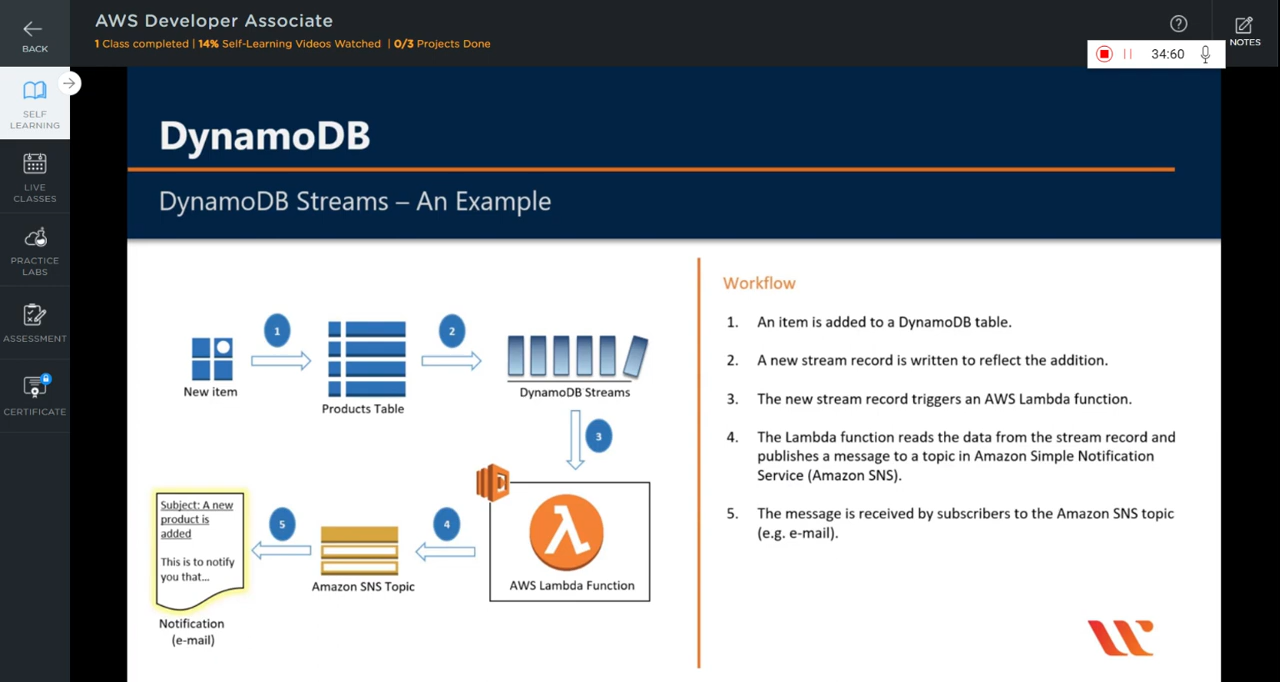 BACK
AWS Developer Associate
1 Class completed | 14% Self-Learning Videos Watched | 0/3 Projects Done
?
NOTES
34:60
SELF
LEARNING
LIVE
CLASSES
PRACTICE
LABS
ASSESSMENT
CERTIFICATE
DynamoDB
DynamoDB Streams – An Example
1
2
New item
Products Table
DynamoDB Streams
3
λ
AWS Lambda Function
4
Amazon SNS Topic
5
Subject: A new
product is
added
This is to notify
you that...
Notification
(e-mail)
Workflow
1. An item is added to a DynamoDB table.
2. A new stream record is written to reflect the addition.
3. The new stream record triggers an AWS Lambda function.
4. The Lambda function reads the data from the stream record and
publishes a message to a topic in Amazon Simple Notification
Service (Amazon SNS).
5. The message is received by subscribers to the Amazon SNS topic
(e.g. e-mail).